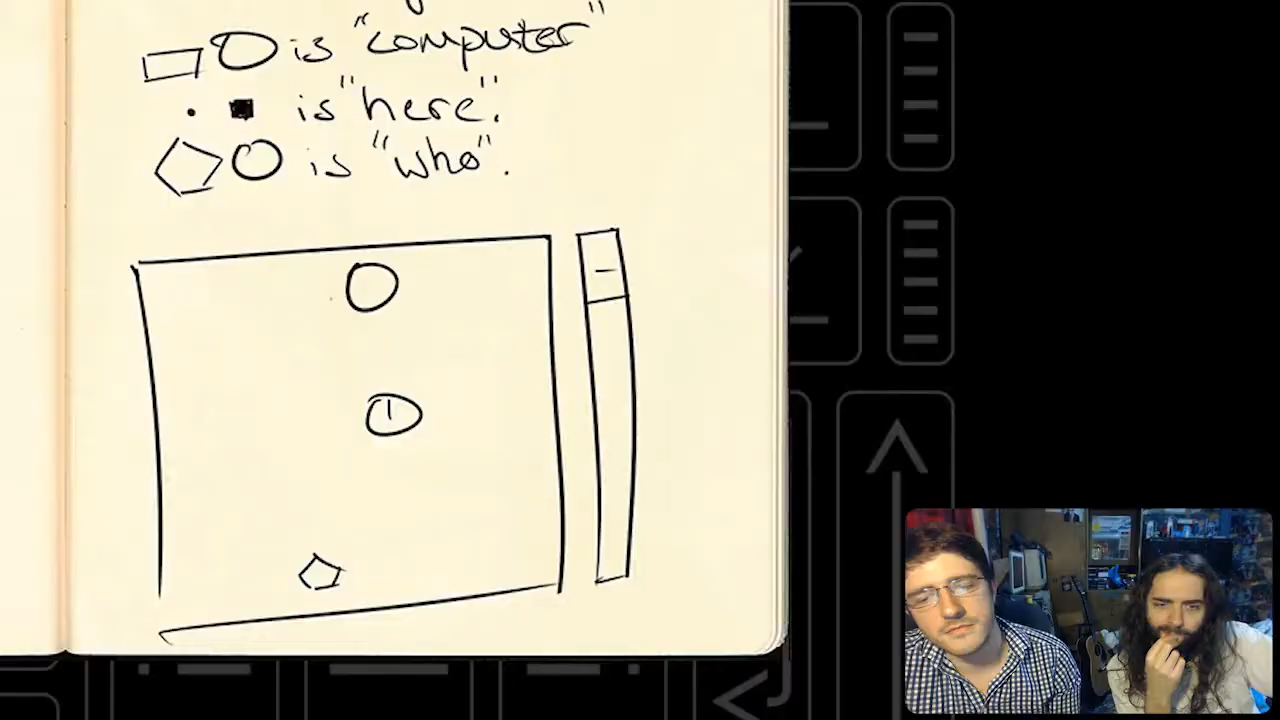 is "computer"
is "here".
is "who".